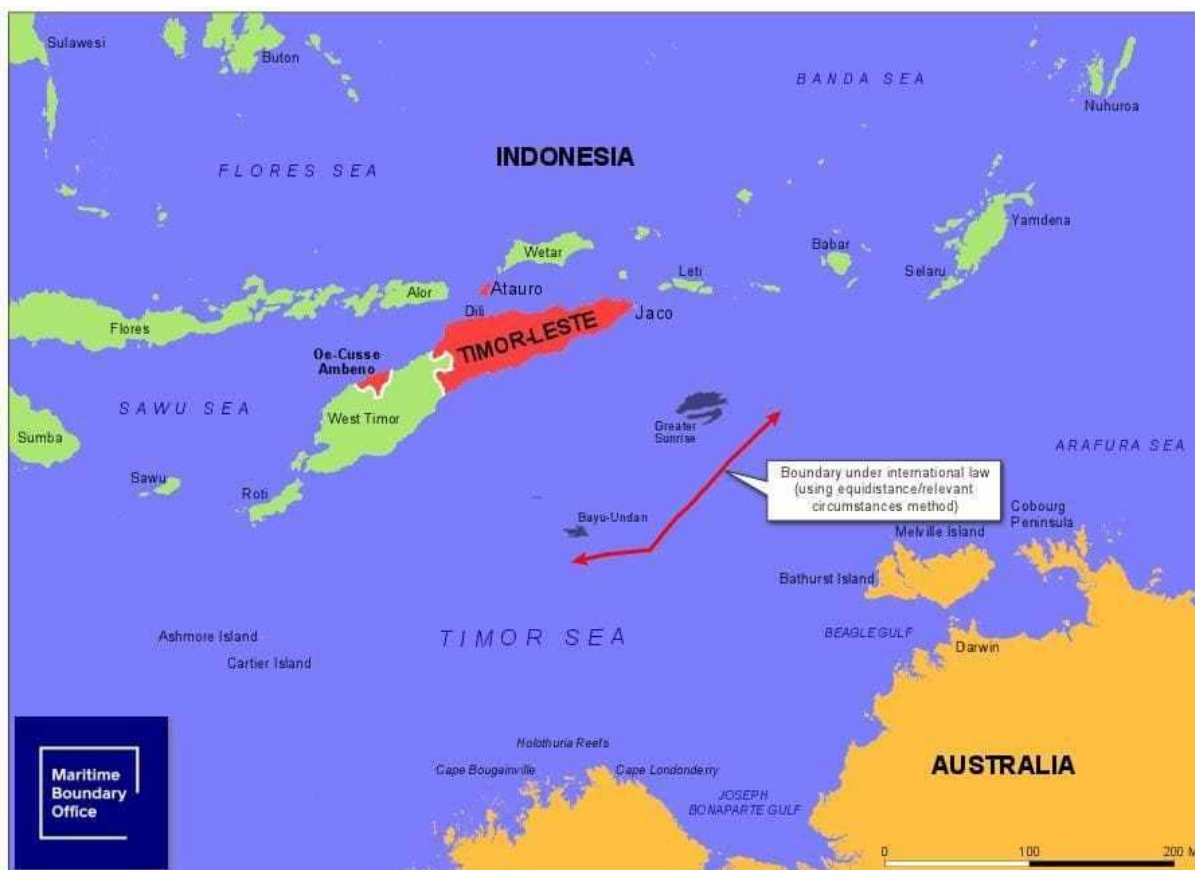 Sulawesi
Buton
BANDA SEA
Nuhuroa
INDONESIA
FLORES SEA
Yamdena
Wetar
Babar
Leti
Selaru
Alor
Atauro
Dili
Jaco
TIMOR-LESTE
Flores
Oe-Cusse
Ambeno
SAWU SEA
West Timor
Greater
Sunrise
Sumba
ARAFURA SEA
Boundary under international law
(using equidistance/relevant
circumstances method)
Sawu
Roti
Bayu-Undan
Cobourg
Peninsula
Melville Island
Bathurst Island
Ashmore Island
TIMOR SEA
BEAGLE GULF
Darwin
Cartier Island
Holothuria Reefs
Cape Bougainville
Cape Londonderry
AUSTRALIA
JOSEPH
BONAPARTE GULF
Maritime
Boundary
Office
0 100 200 M